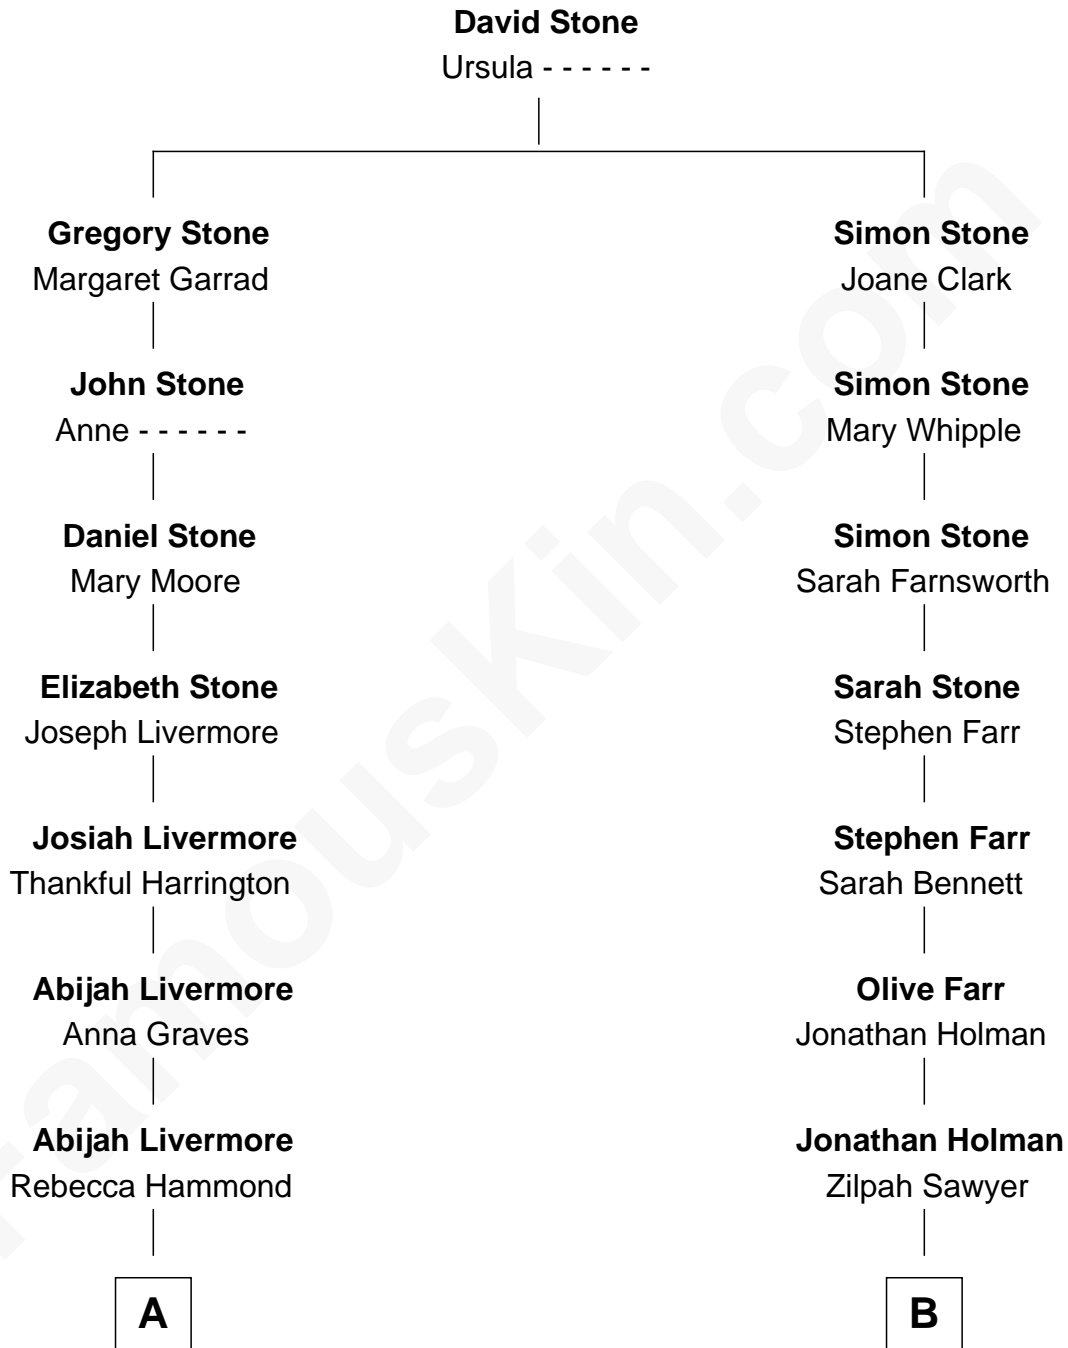 David Stone
Ursula - - - - - -
Gregory Stone
Margaret Garrad
John Stone
Anne - - - - - -
Daniel Stone
Mary Moore
Elizabeth Stone
Joseph Livermore
Josiah Livermore
Thankful Harrington
Abijah Livermore
Anna Graves
Abijah Livermore
Rebecca Hammond
A
Simon Stone
Joane Clark
Simon Stone
Mary Whipple
Simon Stone
Sarah Farnsworth
Sarah Stone
Stephen Farr
Stephen Farr
Sarah Bennett
Olive Farr
Jonathan Holman
Jonathan Holman
Zilpah Sawyer
B
FamousKin.com